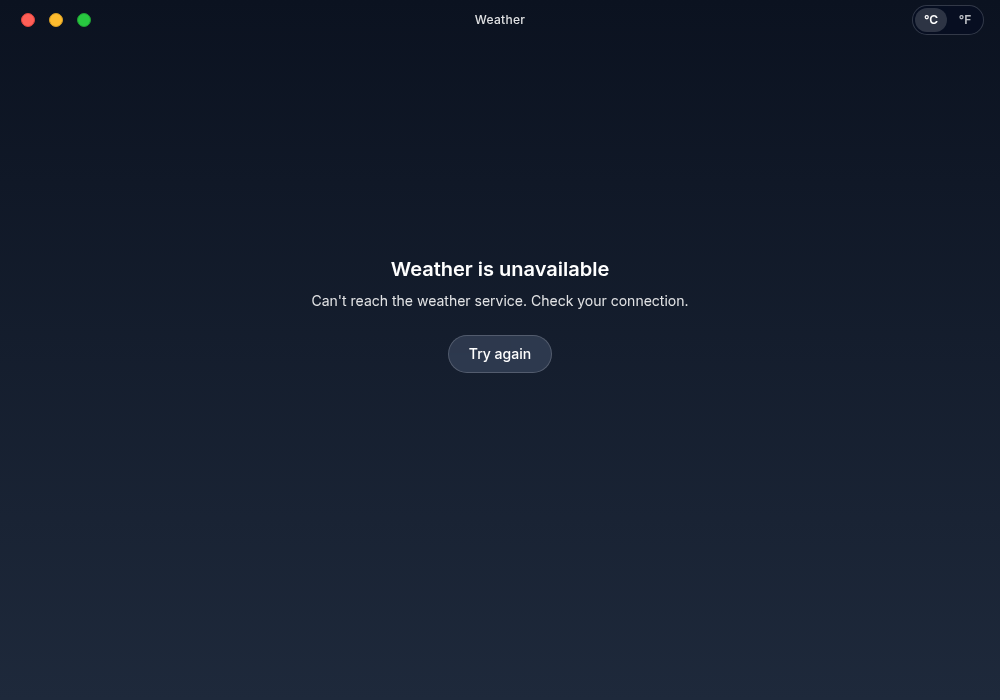 Weather
°C °F
Weather is unavailable
Can't reach the weather service. Check your connection.
Try again